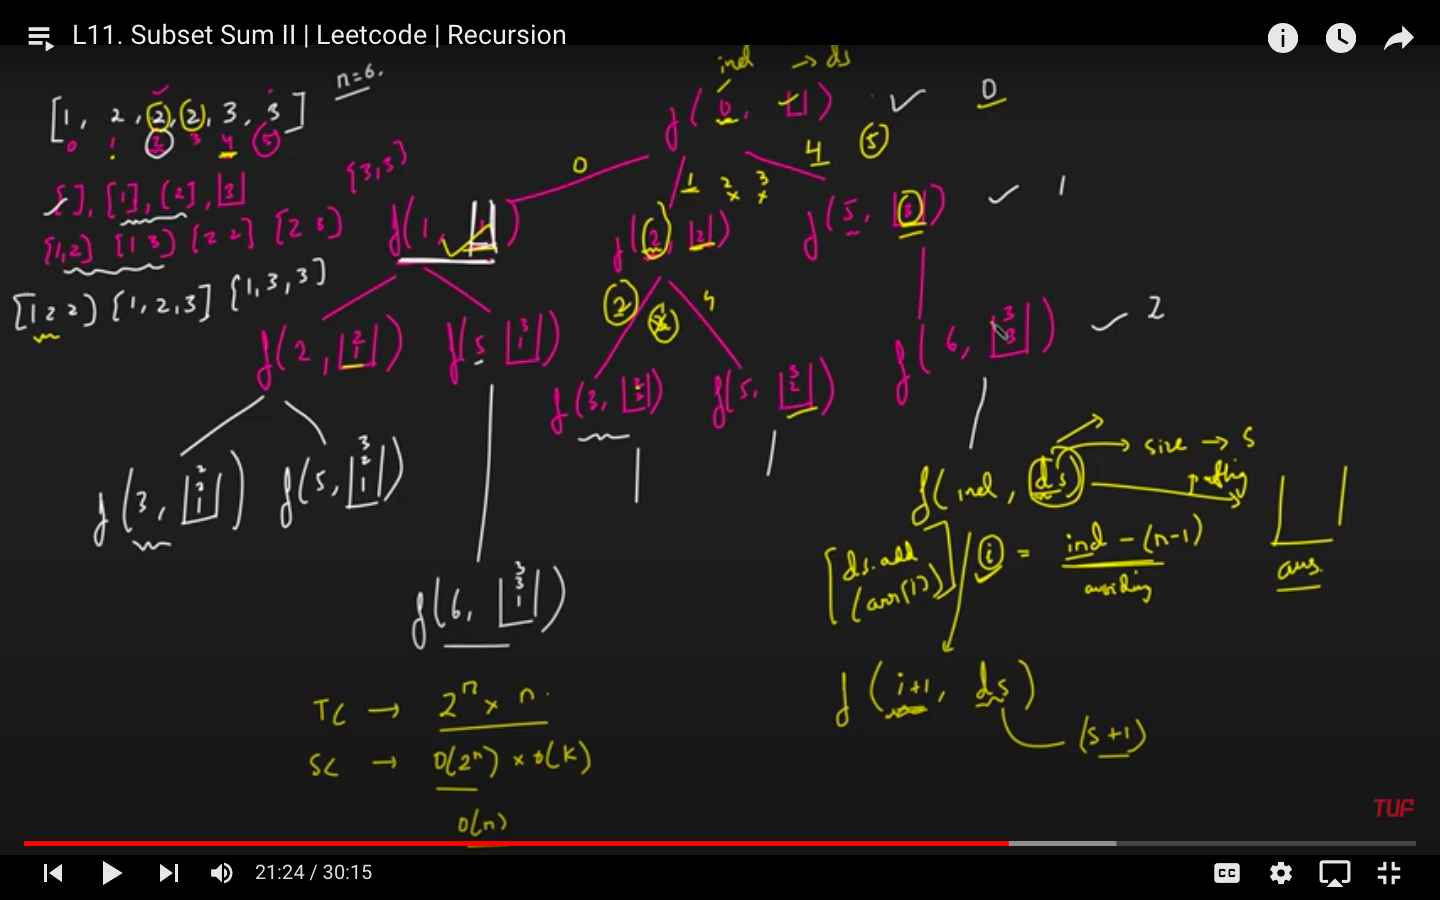 L11. Subset Sum II | Leetcode | Recursion
ind → ds
n=6.
[1, 2, 2, 2, 3, 3]
0 1 2 3 4 5
f(0, )
0
0
4 5
1 2 3
[3,3]
[], [1], [2], [3]
f(1, 1)
f(2, 2)
f(5, 3)
1
[1,2] [1 3] [2 2] [2 3]
[1 2 2] [1,2,3] [1,3,3]
2
4
f(2, 2 1)
f(5 3 1)
f(6, 3 3)
2
f(3, 2 2)
f(5, 3 2)
f(3, 2 2 1)
f(5, 3 2 1)
f(ind, ds) → size → s
ans.
[ds.add
(arr[i])]
i = ind - (n-1)
avoiding
f(6, 3 3 1)
f(i+1, ds)
(s+1)
TC → 2ⁿ x n.
SC → O(2ⁿ) x O(k)
O(n)
TUF
21:24 / 30:15
CC